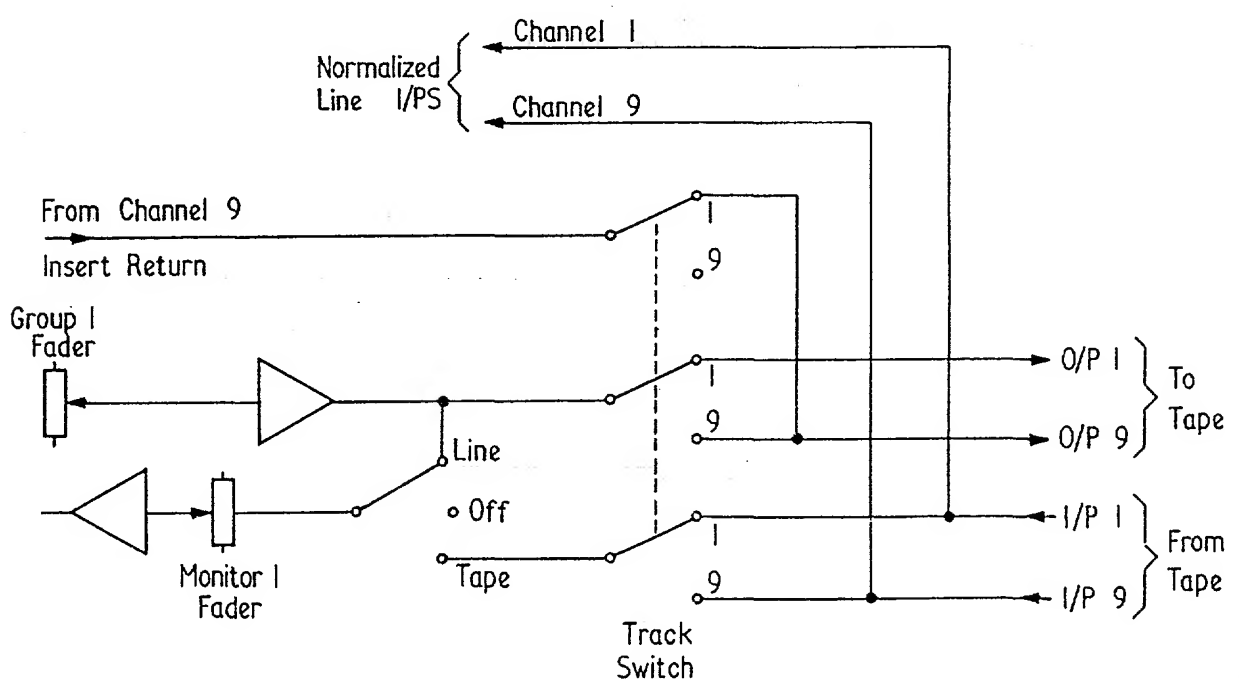 Channel 1
Normalized
Line I/PS
Channel 9
From Channel 9
Insert Return
1
9
Group 1
Fader
1
9
O/P 1
O/P 9
To
Tape
Line
Off
Tape
Monitor 1
Fader
1
9
I/P 1
I/P 9
From
Tape
Track
Switch